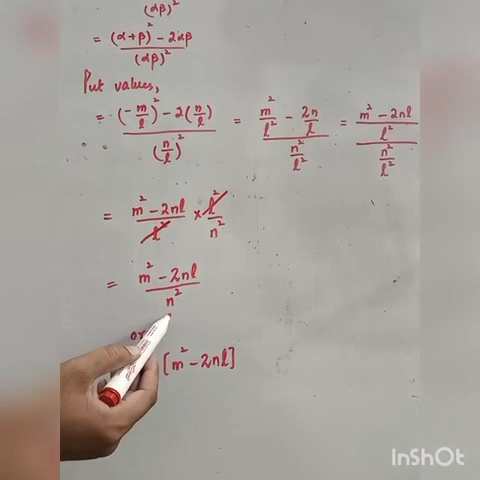 (αβ)²
= (α+β)² - 2αβ / (αβ)²
Put values,
= (-m/l)² - 2(n/l) / (n/l)² = m²/l² - 2n/l / n²/l² = m² - 2nl / l² / n²/l²
= m² - 2nl / l² × l² / n²
= m² - 2nl / n²
or
[m² - 2nl]
InShOt